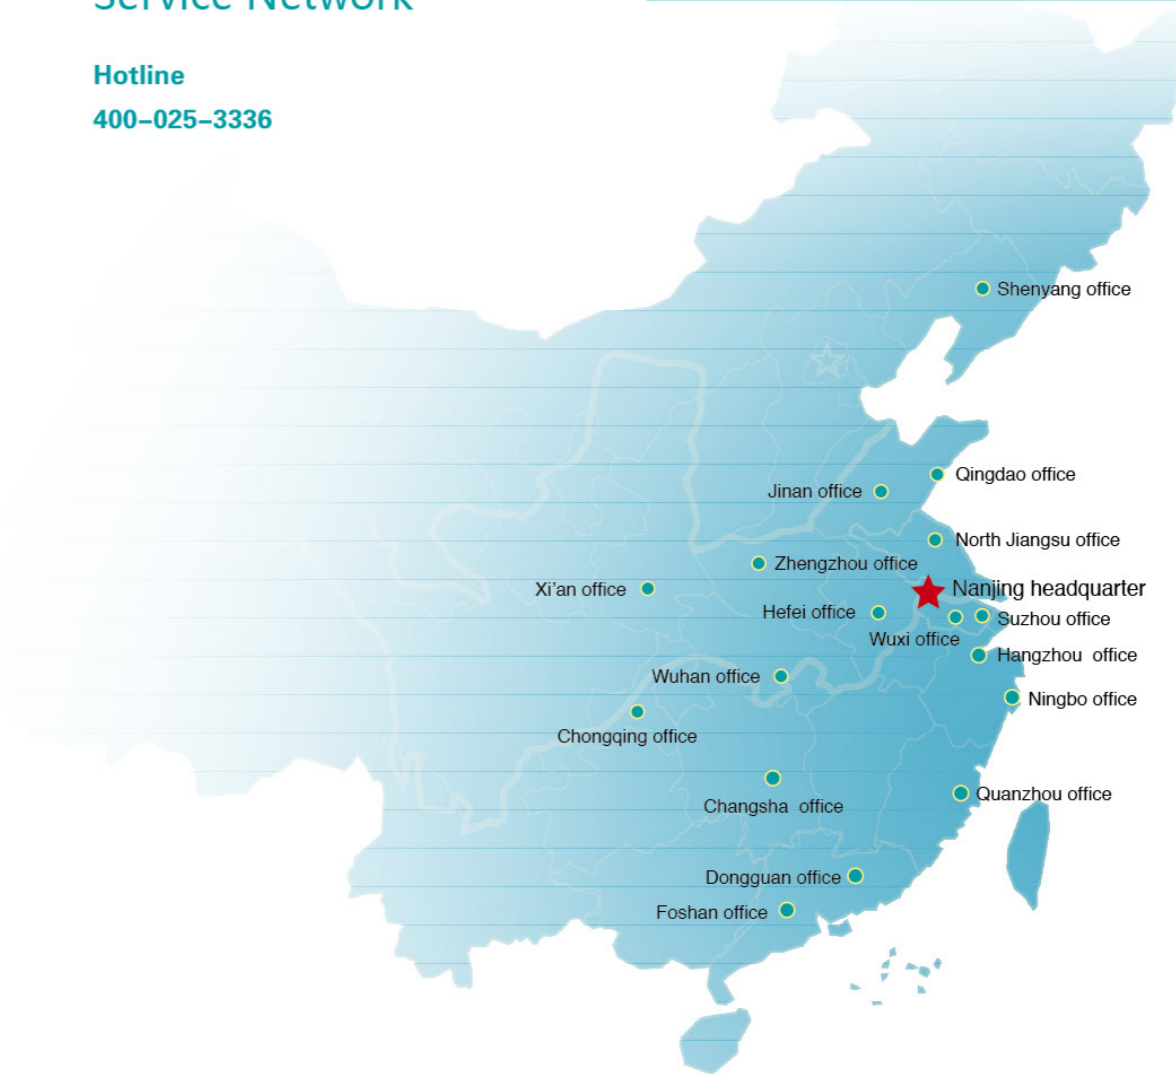 Service Network
Hotline
400–025–3336
Shenyang office
Qingdao office
Jinan office
North Jiangsu office
Zhengzhou office
Xi'an office
Nanjing headquarter
Hefei office
Suzhou office
Wuxi office
Hangzhou office
Wuhan office
Ningbo office
Chongqing office
Quanzhou office
Changsha office
Dongguan office
Foshan office